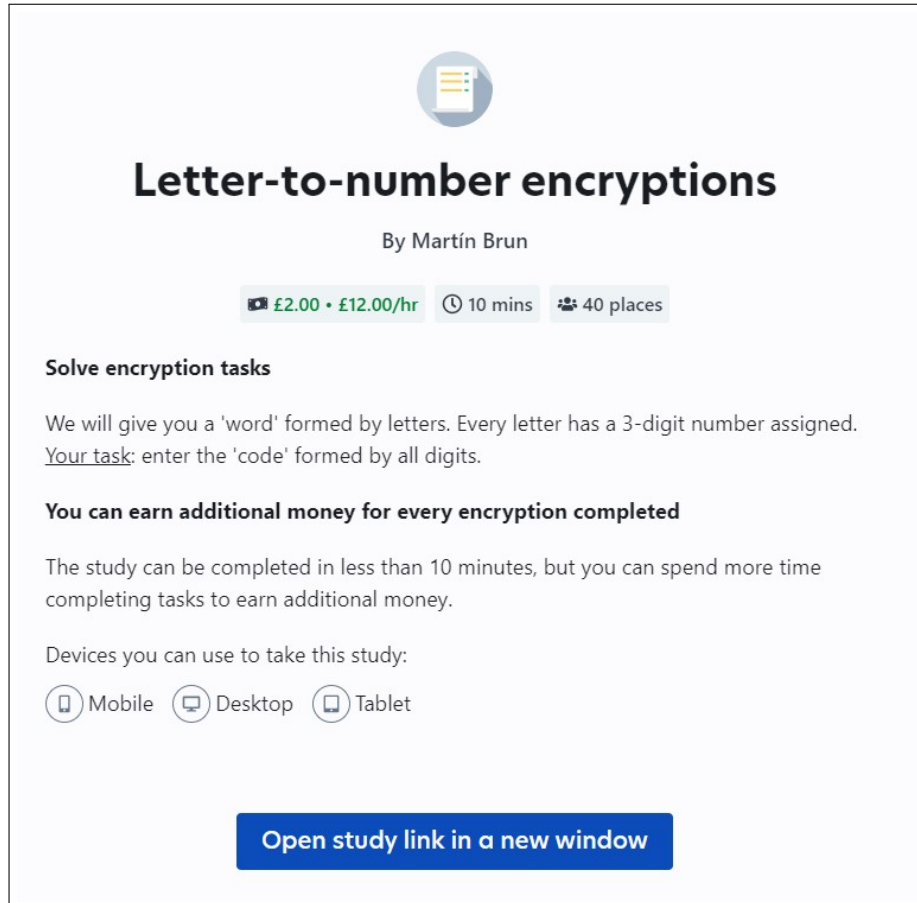 Letter-to-number encryptions
By Martín Brun
£2.00 • £12.00/hr 10 mins 40 places
Solve encryption tasks
We will give you a 'word' formed by letters. Every letter has a 3-digit number assigned.
Your task: enter the 'code' formed by all digits.
You can earn additional money for every encryption completed
The study can be completed in less than 10 minutes, but you can spend more time
completing tasks to earn additional money.
Devices you can use to take this study:
Mobile Desktop Tablet
Open study link in a new window